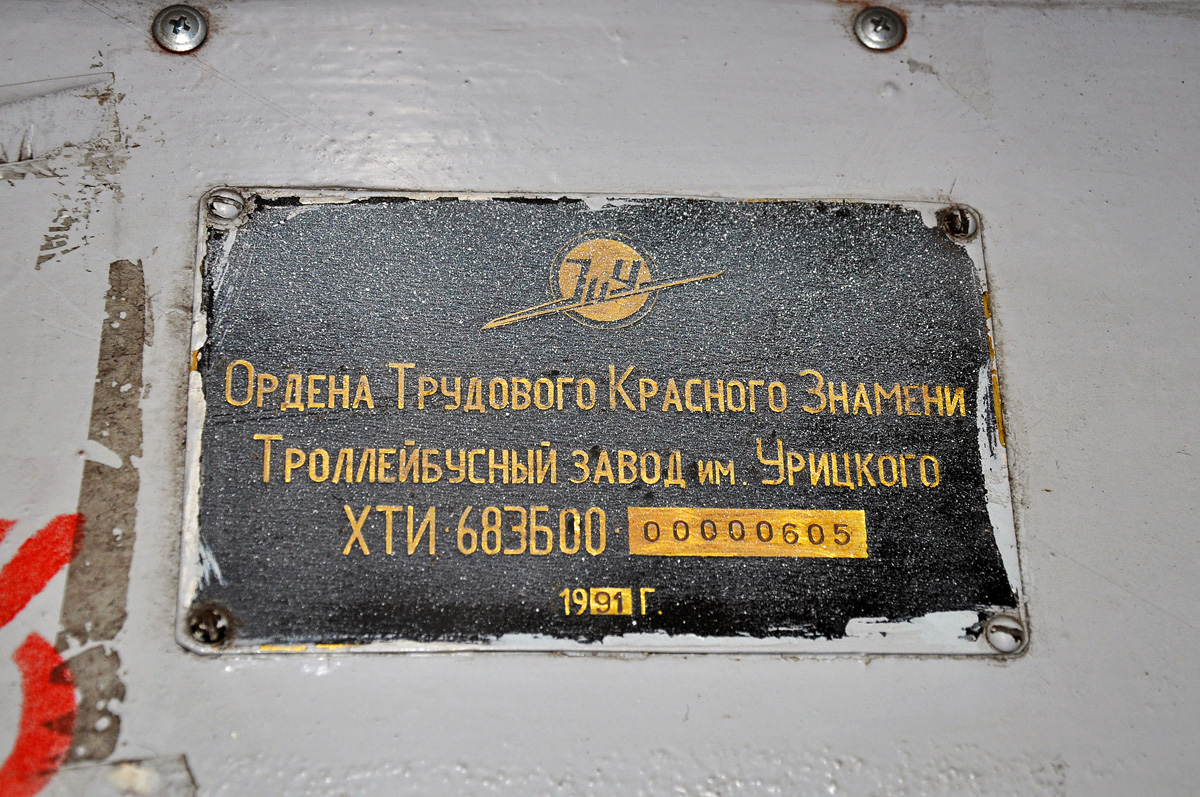 ЗиУ
Ордена Трудового Красного Знамени
Троллейбусный завод им. Урицкого
ХТИ·683Б00·00000605
1991 г.